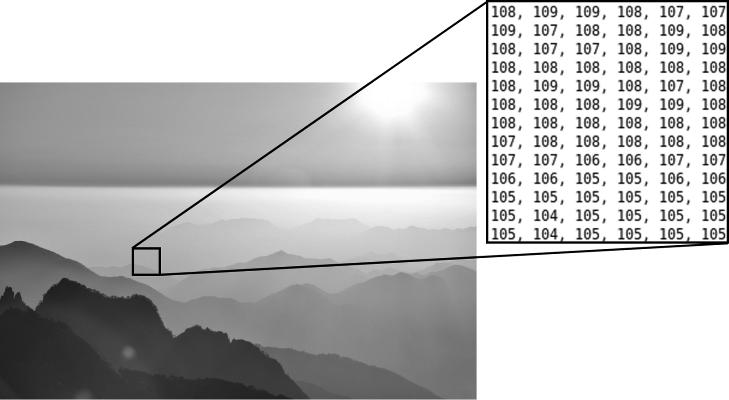 108, 109, 109, 108, 107, 107
109, 107, 108, 108, 109, 108
108, 107, 107, 108, 109, 109
108, 108, 108, 108, 108, 108
108, 109, 109, 108, 107, 108
108, 108, 108, 109, 109, 108
108, 108, 108, 108, 108, 108
107, 108, 108, 108, 108, 108
107, 107, 106, 106, 107, 107
106, 106, 105, 105, 106, 106
105, 105, 105, 105, 105, 105
105, 104, 105, 105, 105, 105
105, 104, 105, 105, 105, 105